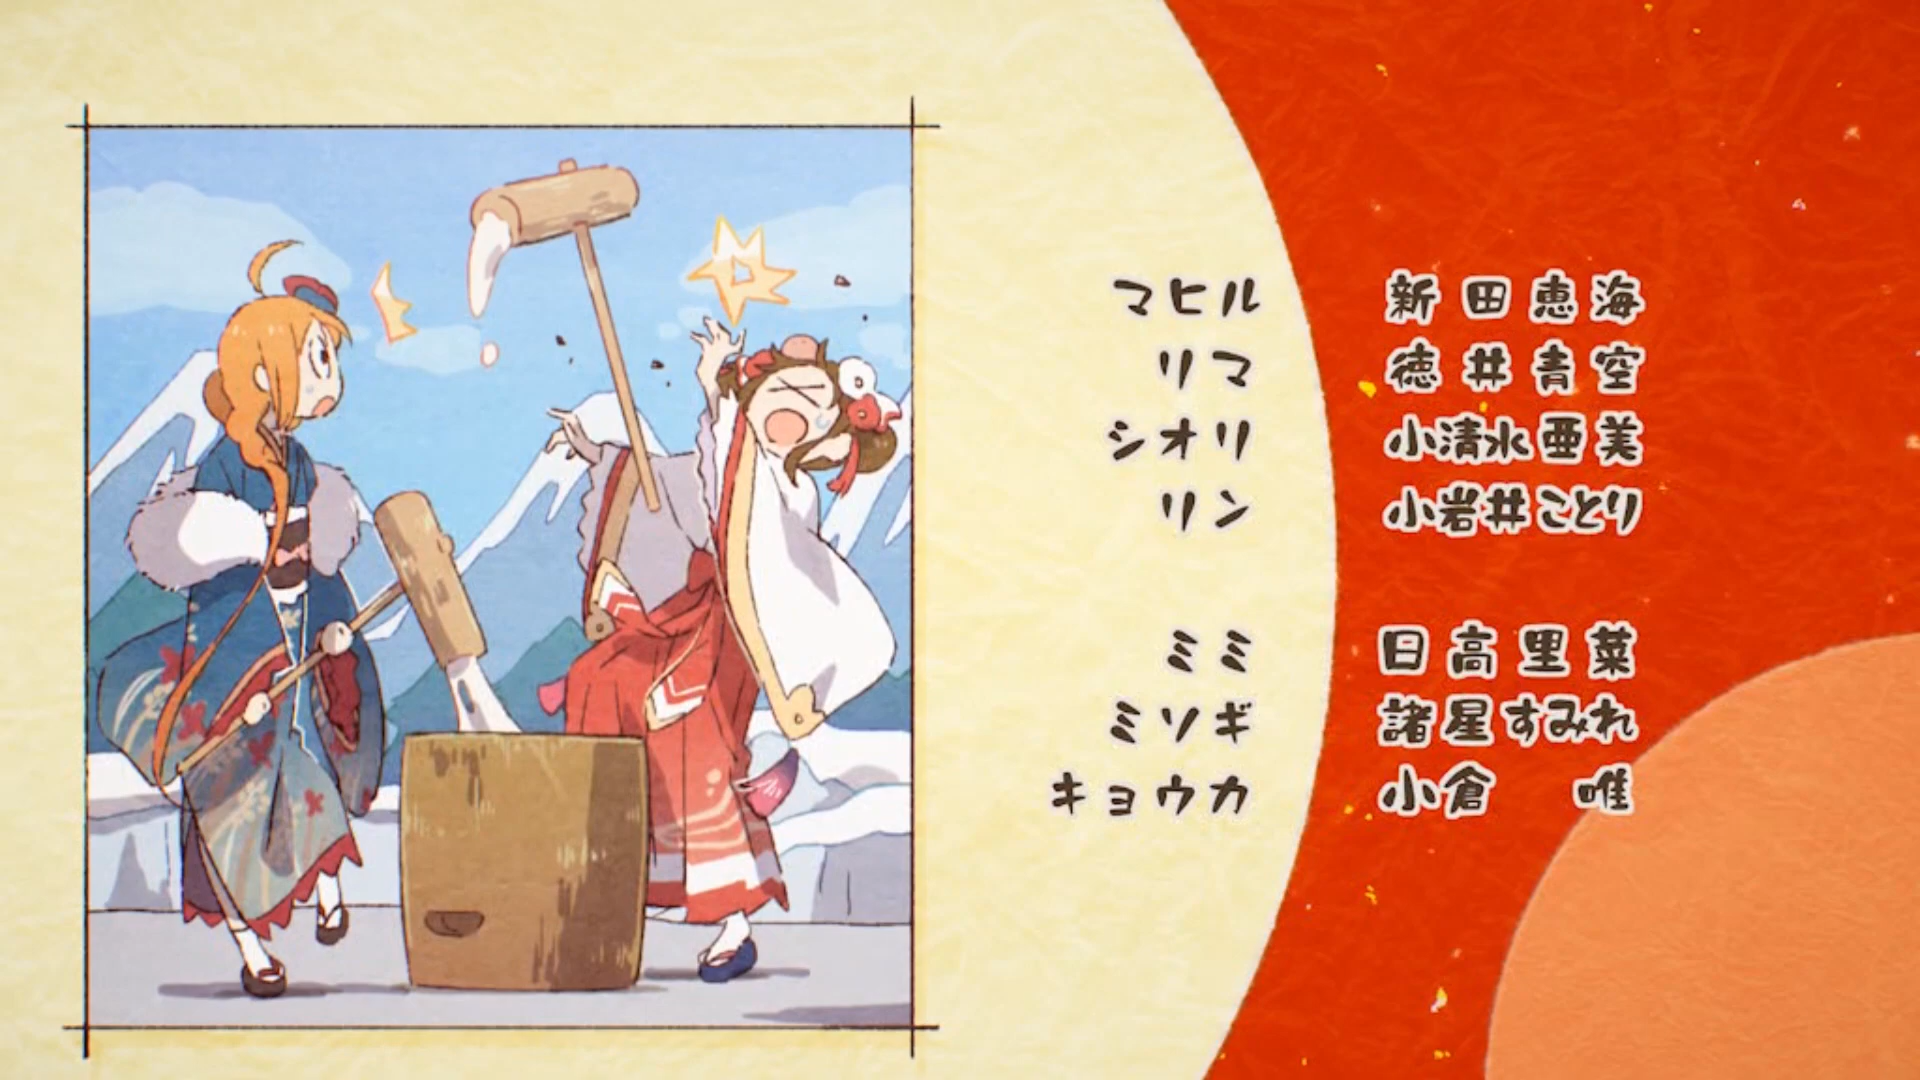 マヒル 新田恵海
リマ 徳井青空
シオリ 小清水亜美
リン 小岩井ことり
ミミ 日高里菜
ミソギ 諸星すみれ
キョウカ 小倉 唯